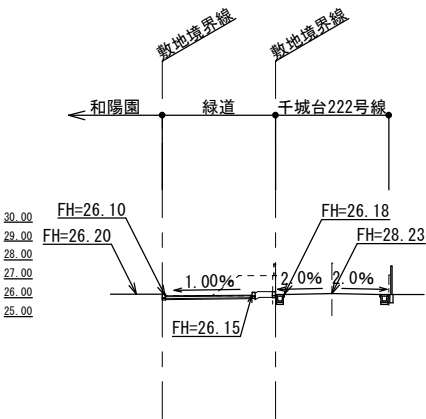 敷地境界線
敷地境界線
和陽園
緑道
千城台222号線
30.00
29.00
28.00
27.00
26.00
25.00
FH=26.10
FH=26.20
FH=26.18
FH=28.23
1.00%
2.0%
2.0%
FH=26.15